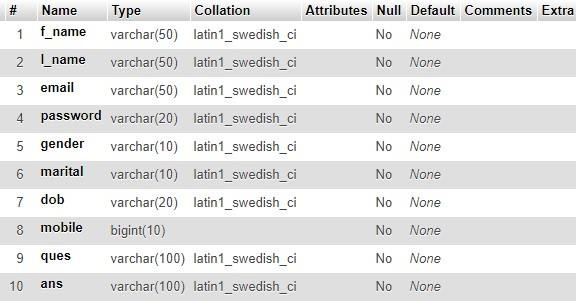 # Name Type Collation Attributes Null Default Comments Extra
1 f_name varchar(50) latin1_swedish_ci No None
2 l_name varchar(50) latin1_swedish_ci No None
3 email varchar(50) latin1_swedish_ci No None
4 password varchar(20) latin1_swedish_ci No None
5 gender varchar(10) latin1_swedish_ci No None
6 marital varchar(10) latin1_swedish_ci No None
7 dob varchar(20) latin1_swedish_ci No None
8 mobile bigint(10) No None
9 ques varchar(100) latin1_swedish_ci No None
10 ans varchar(100) latin1_swedish_ci No None